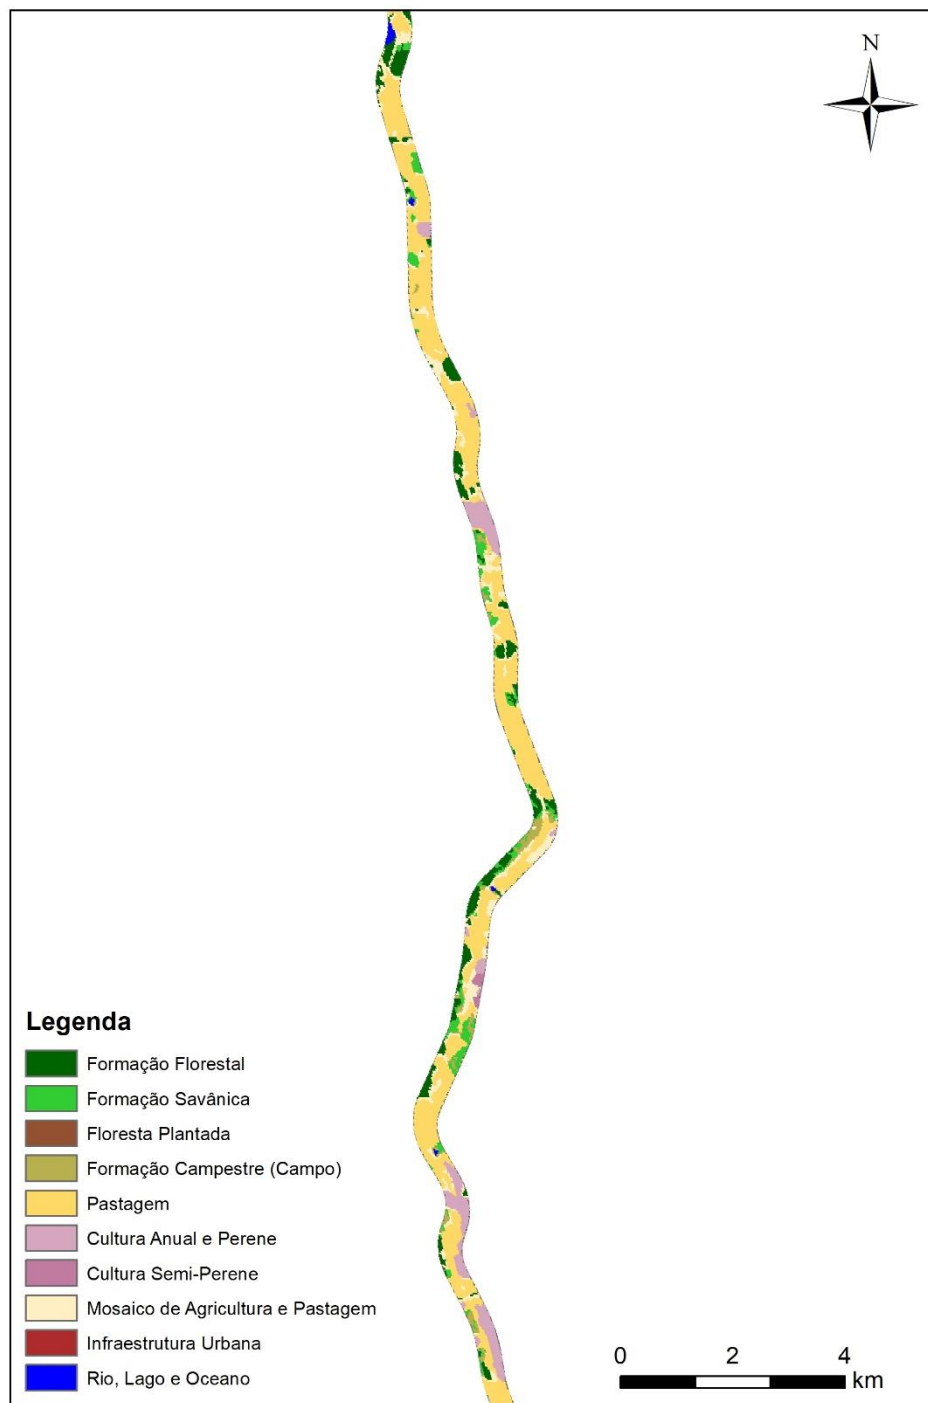 N
Legenda
Formação Florestal
Formação Savânica
Floresta Plantada
Formação Campestre (Campo)
Pastagem
Cultura Anual e Perene
Cultura Semi-Perene
Mosaico de Agricultura e Pastagem
Infraestrutura Urbana
Rio, Lago e Oceano
0 2 4
km